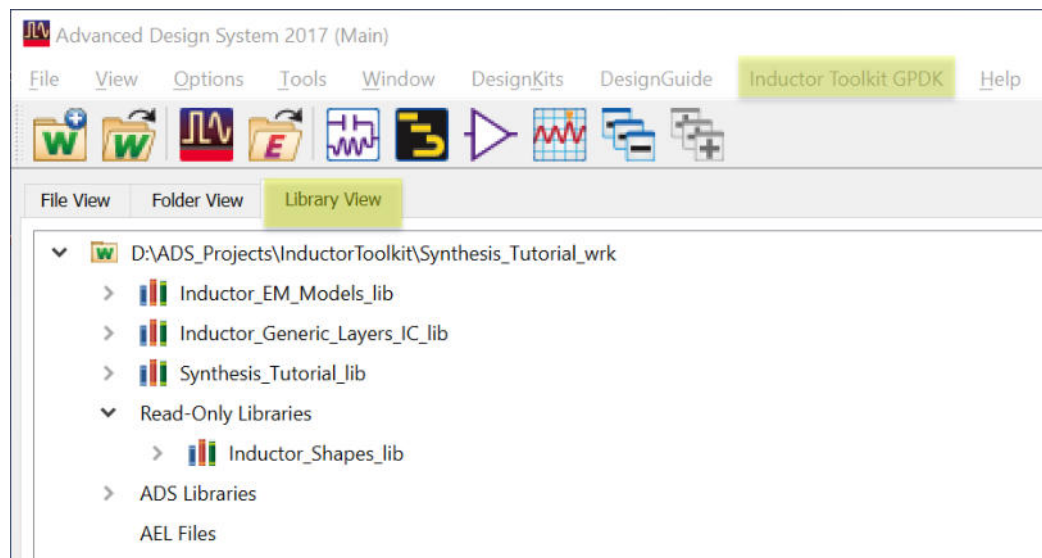 Advanced Design System 2017 (Main)
File View Options Tools Window DesignKits DesignGuide Inductor Toolkit GPDK Help
W W E
File View Folder View Library View
W D:\ADS_Projects\InductorToolkit\Synthesis_Tutorial_wrk
Inductor_EM_Models_lib
Inductor_Generic_Layers_IC_lib
Synthesis_Tutorial_lib
Read-Only Libraries
Inductor_Shapes_lib
ADS Libraries
AEL Files